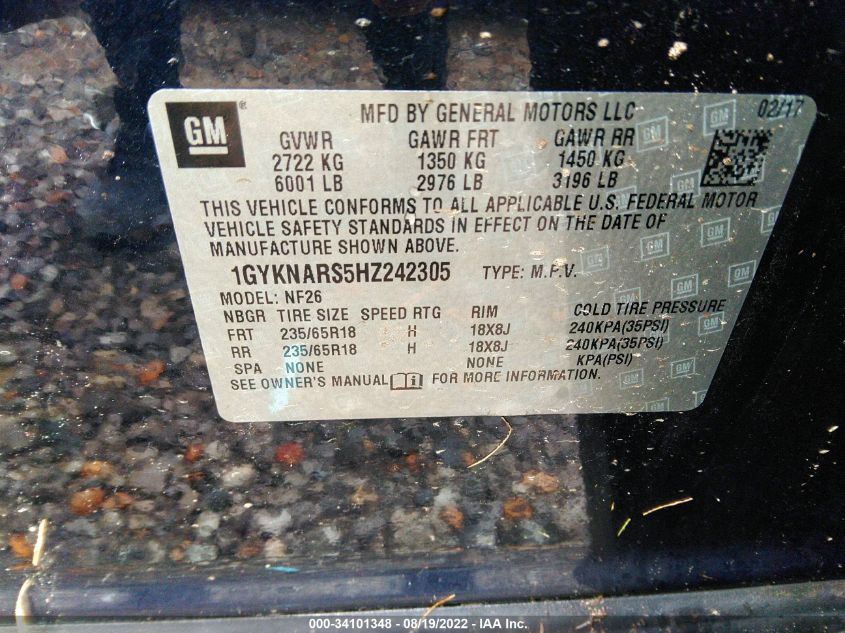 GM ® MFD BY GENERAL MOTORS LLC 02/17
GVWR GAWR FRT GAWR RR
2722 KG 1350 KG 1450 KG
6001 LB 2976 LB 3196 LB
THIS VEHICLE CONFORMS TO ALL APPLICABLE U.S. FEDERAL MOTOR
VEHICLE SAFETY STANDARDS IN EFFECT ON THE DATE OF
MANUFACTURE SHOWN ABOVE.
1GYKNARS5HZ242305 TYPE: M.P.V.
MODEL: NF26
NBGR TIRE SIZE SPEED RTG RIM COLD TIRE PRESSURE
FRT 235/65R18 H 18X8J 240KPA(35PSI)
RR 235/65R18 H 18X8J 240KPA(35PSI)
SPA NONE NONE KPA(PSI)
SEE OWNER'S MANUAL FOR MORE INFORMATION.
000-34101348 - 08/19/2022 - IAA Inc.